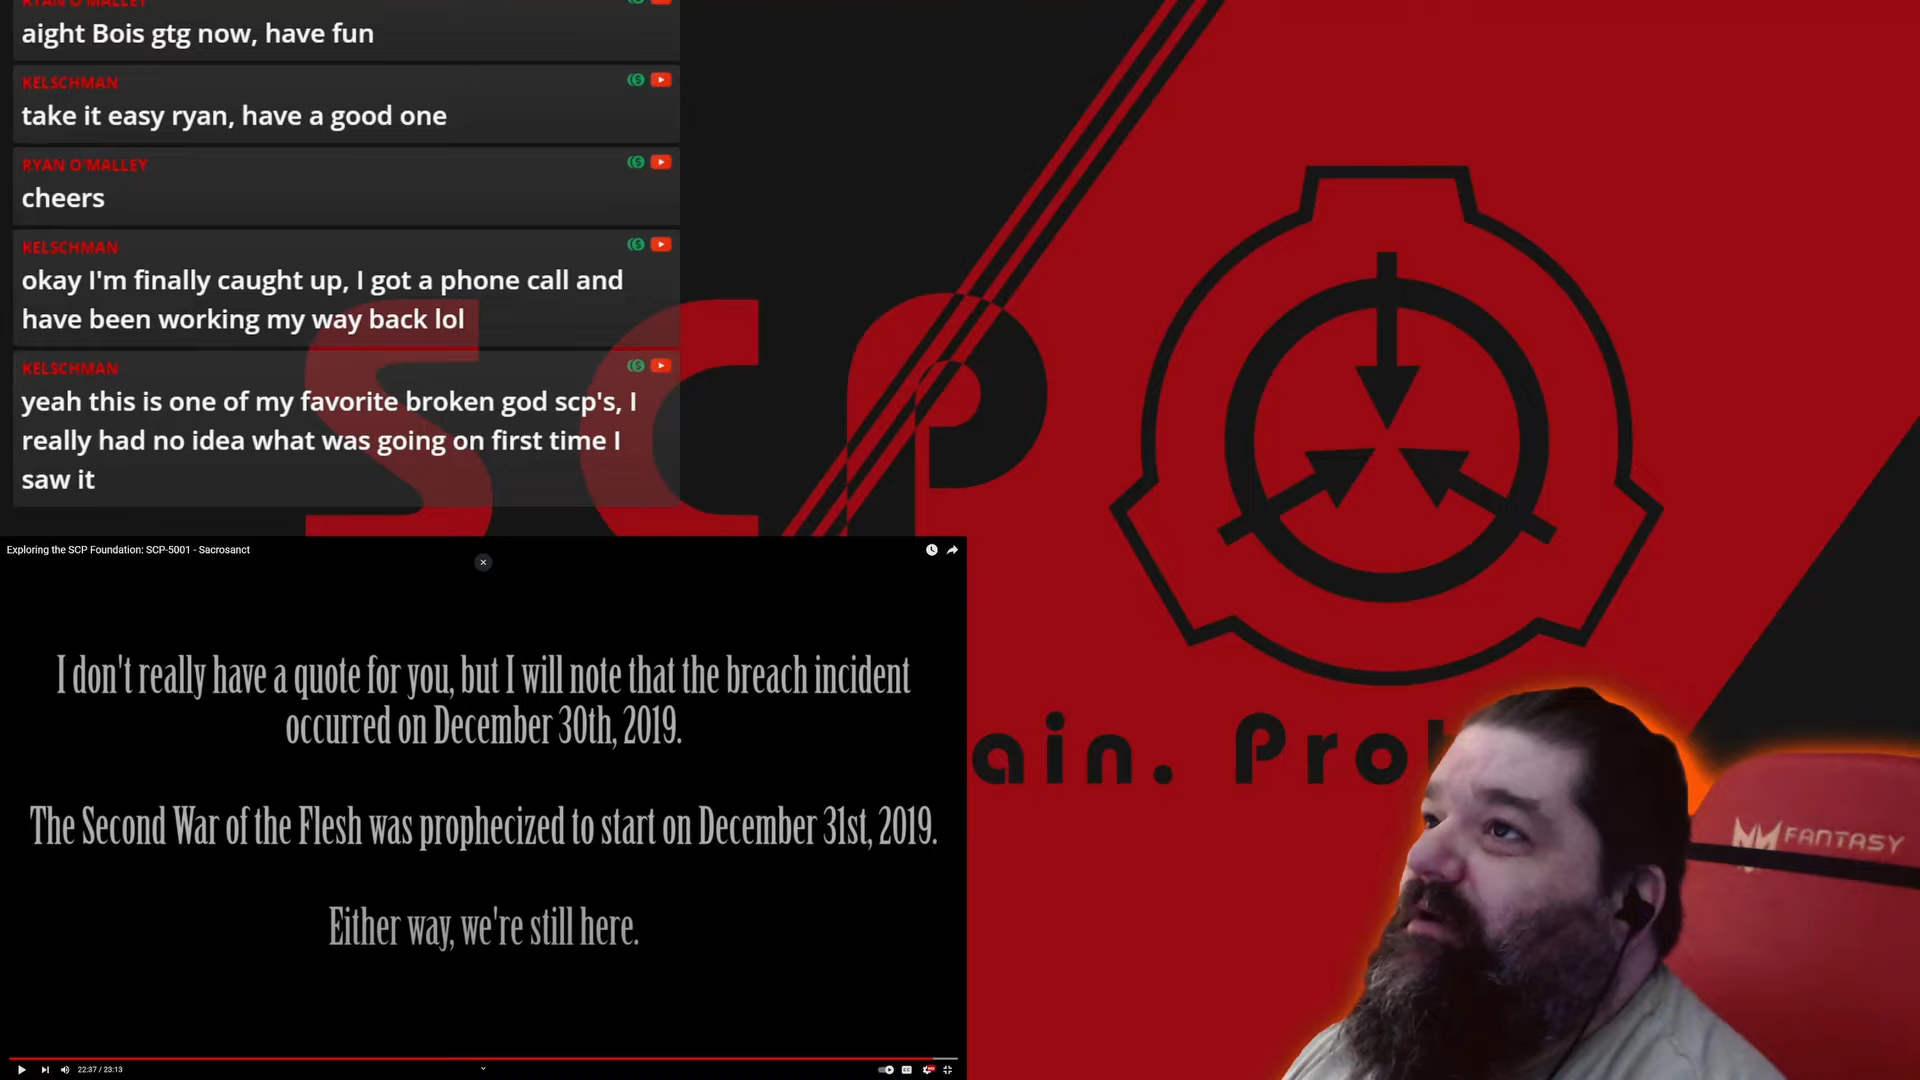 RYAN O'MALLEY
aight Bois gtg now, have fun
KELSCHMAN
take it easy ryan, have a good one
RYAN O'MALLEY
cheers
KELSCHMAN
okay I'm finally caught up, I got a phone call and
have been working my way back lol
KELSCHMAN
yeah this is one of my favorite broken god scp's, I
really had no idea what was going on first time I
saw it
SCP
ain. Prot
Exploring the SCP Foundation: SCP-5001 - Sacrosanct
I don't really have a quote for you, but I will note that the breach incident
occurred on December 30th, 2019.
The Second War of the Flesh was prophecized to start on December 31st, 2019.
Either way, we're still here.
22:37 / 23:13
FANTASY